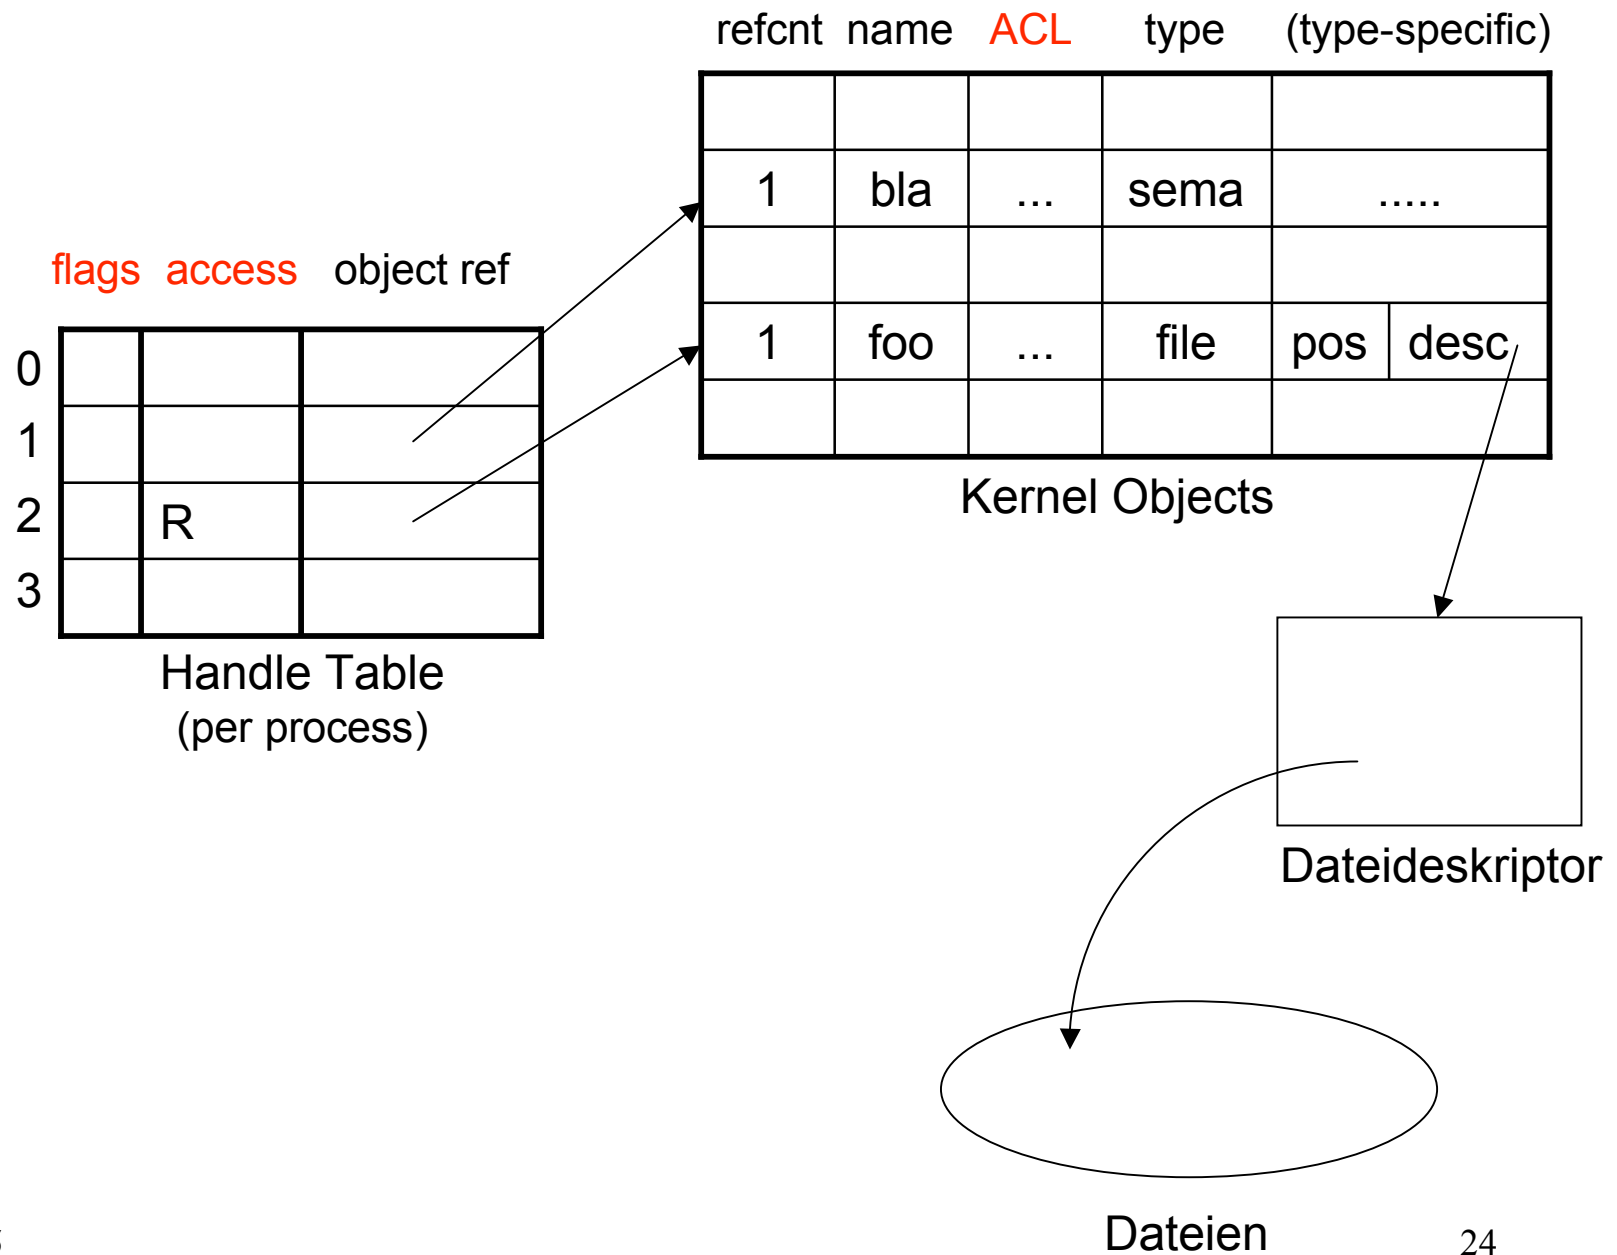 refcnt name ACL type (type-specific)
1 bla ... sema .....
1 foo ... file pos desc
Kernel Objects
flags access object ref
0
1
2 R
3
Handle Table
(per process)
Dateideskriptor
Dateien
24